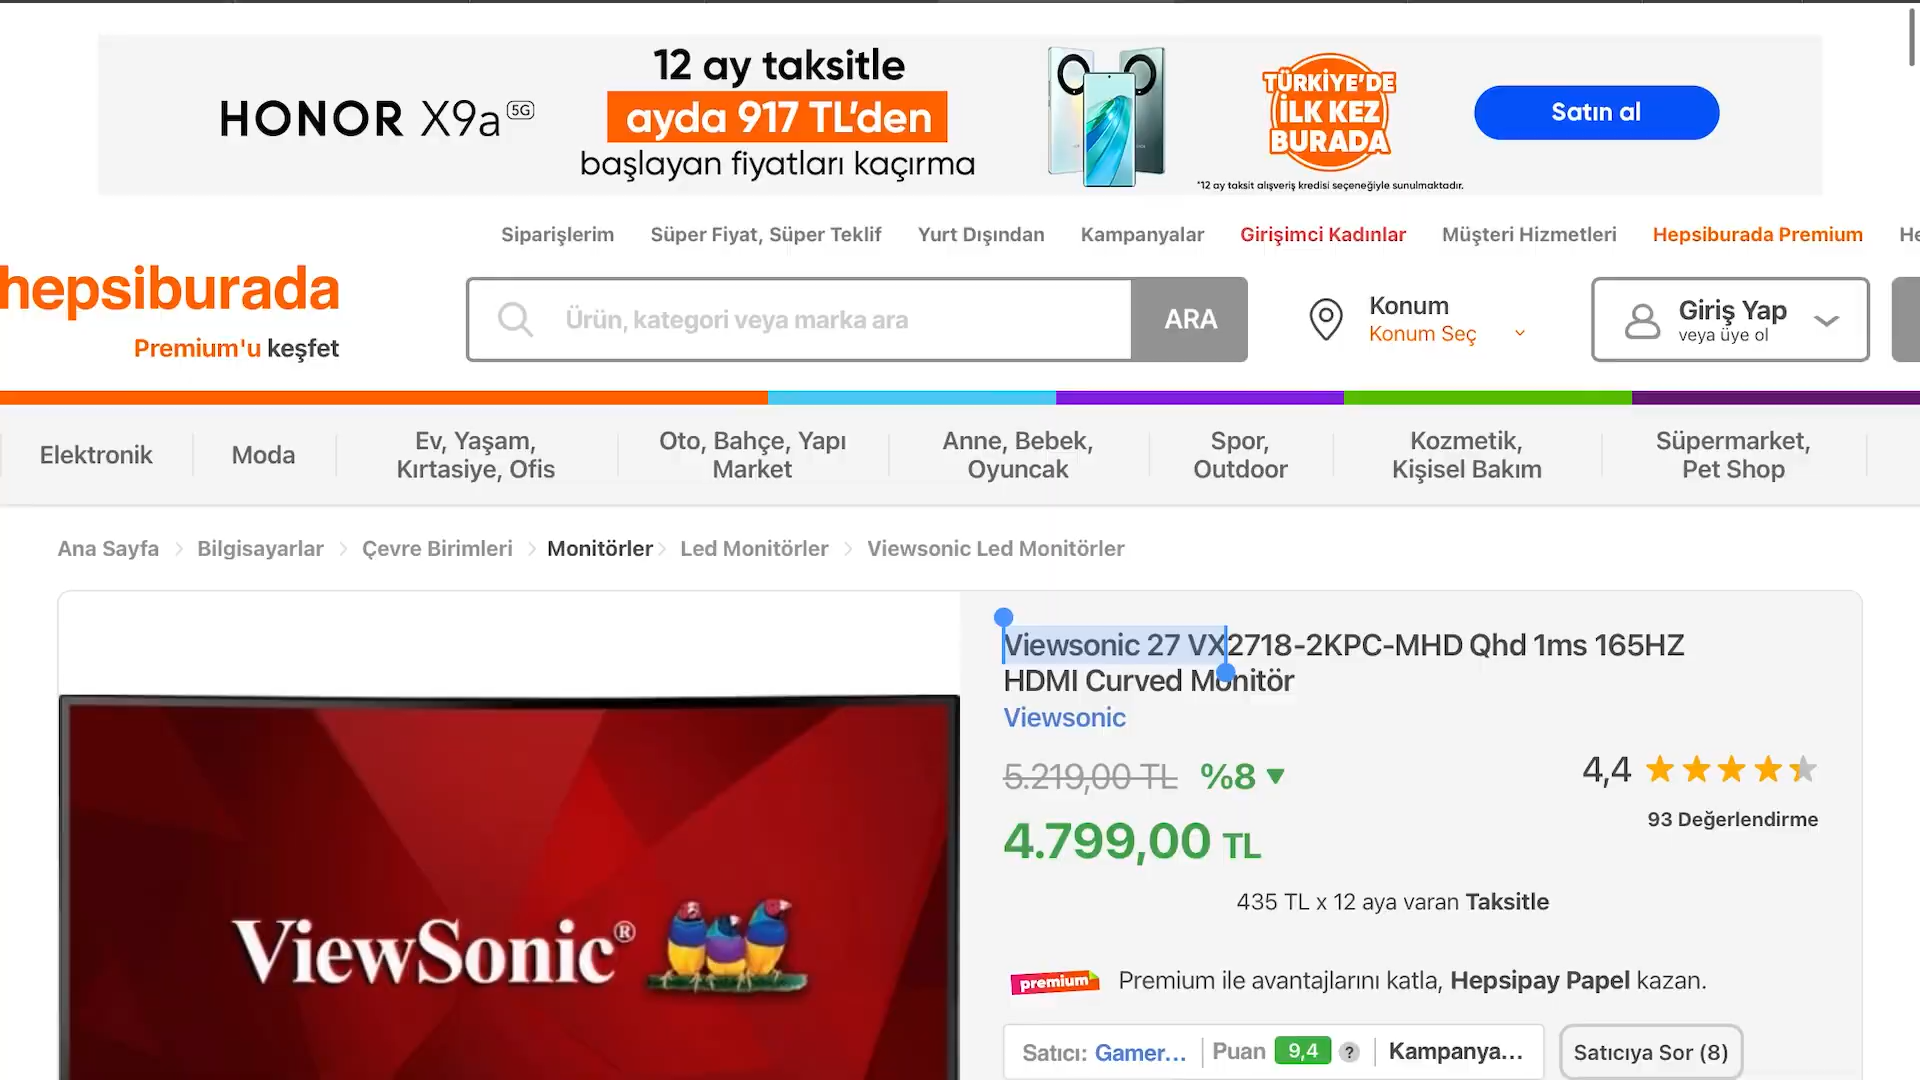 HONOR X9a 5G
12 ay taksitle
ayda 917 TL'den
başlayan fiyatları kaçırma
TÜRKİYE'DE
İLK KEZ
BURADA
*12 ay taksit alışveriş kredisi seçeneğiyle sunulmaktadır.
Satın al
Siparişlerim Süper Fiyat, Süper Teklif Yurt Dışından Kampanyalar Girişimci Kadınlar Müşteri Hizmetleri Hepsiburada Premium
hepsiburada
Premium'u keşfet
Ürün, kategori veya marka ara
ARA
Konum
Konum Seç
Giriş Yap
veya üye ol
Elektronik
Moda
Ev, Yaşam,
Kırtasiye, Ofis
Oto, Bahçe, Yapı
Market
Anne, Bebek,
Oyuncak
Spor,
Outdoor
Kozmetik,
Kişisel Bakım
Süpermarket,
Pet Shop
Ana Sayfa Bilgisayarlar Çevre Birimleri Monitörler Led Monitörler Viewsonic Led Monitörler
Viewsonic 27 VX2718-2KPC-MHD Qhd 1ms 165HZ
HDMI Curved Monitör
Viewsonic
5.219,00 TL %8
4,4
93 Değerlendirme
4.799,00 TL
435 TL x 12 aya varan Taksitle
premium Premium ile avantajlarını katla, Hepsipay Papel kazan.
Satıcı: Gamer... Puan 9,4 ? Kampanya...
Satıcıya Sor (8)
ViewSonic®